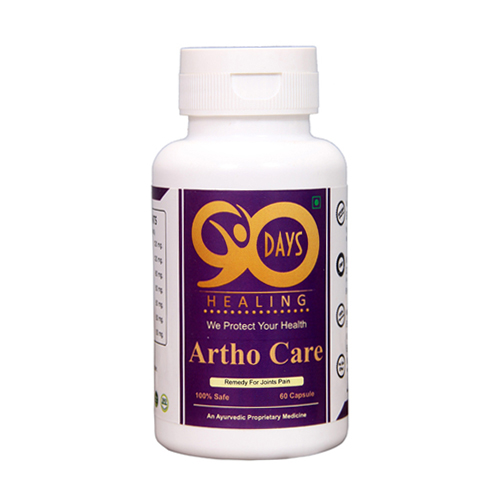 90
DAYS
HEALING
We Protect Your Health
Artho Care
Remedy For Joints Pain
100% Safe 60 Capsule
An Ayurvedic Proprietary Medicine